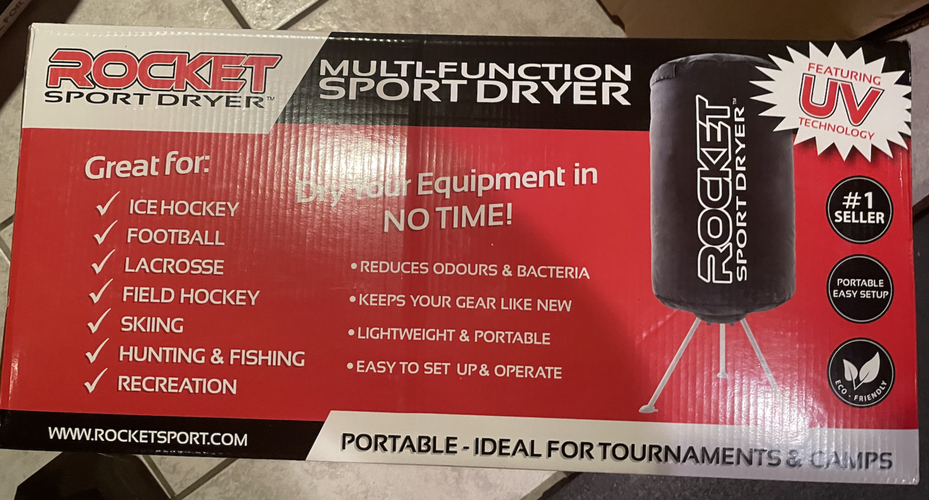 ROCKET
SPORT DRYER™
MULTI-FUNCTION
SPORT DRYER
FEATURING
UV
TECHNOLOGY
Great for:
✓ ICE HOCKEY
✓ FOOTBALL
✓ LACROSSE
✓ FIELD HOCKEY
✓ SKIING
✓ HUNTING & FISHING
✓ RECREATION
Dry Your Equipment in
NO TIME!
• REDUCES ODOURS & BACTERIA
• KEEPS YOUR GEAR LIKE NEW
• LIGHTWEIGHT & PORTABLE
• EASY TO SET UP & OPERATE
ROCKET™
SPORT DRYER
#1
SELLER
PORTABLE
EASY SETUP
ECO - FRIENDLY
WWW.ROCKETSPORT.COM
PORTABLE - IDEAL FOR TOURNAMENTS & CAMPS